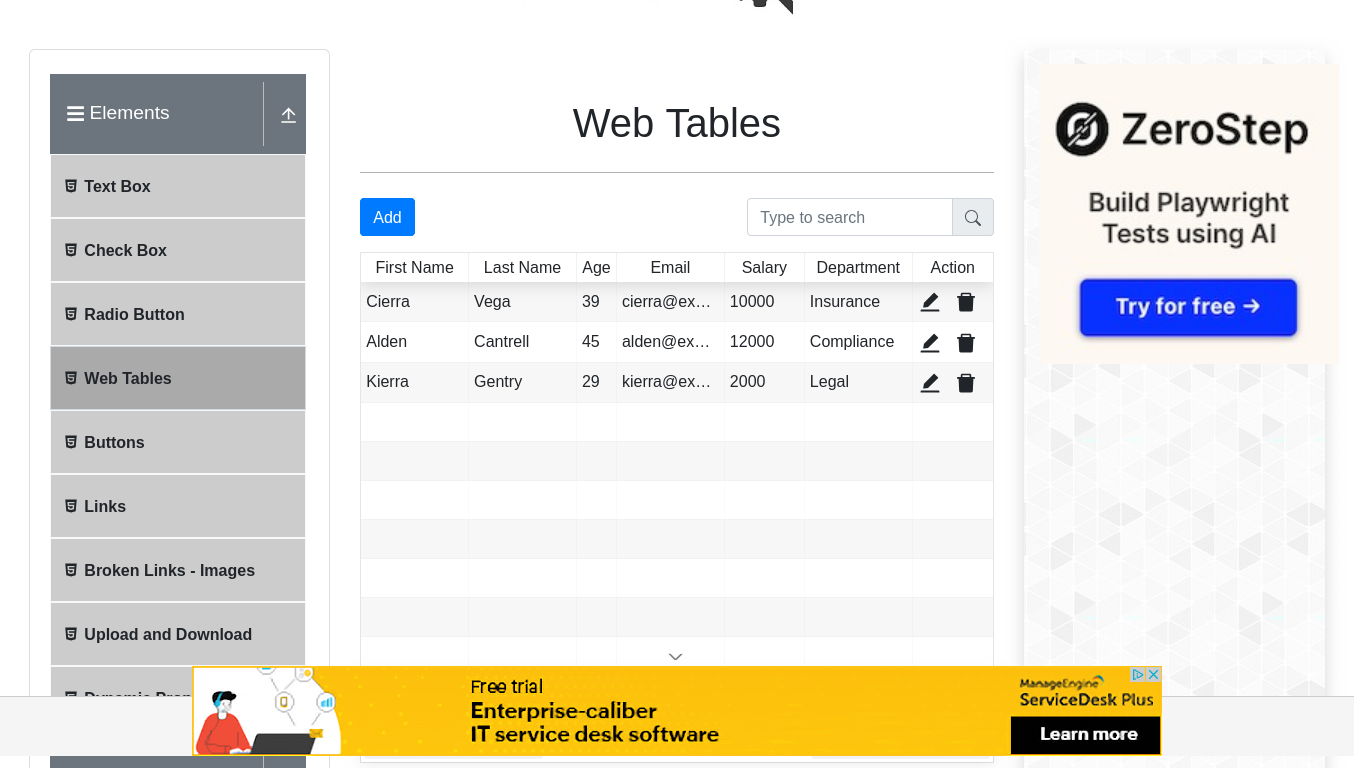 Elements
Text Box
Check Box
Radio Button
Web Tables
Buttons
Links
Broken Links - Images
Upload and Download
Web Tables
Add
Type to search
First Name Last Name Age Email Salary Department Action
Cierra Vega 39 cierra@ex… 10000 Insurance
Alden Cantrell 45 alden@ex… 12000 Compliance
Kierra Gentry 29 kierra@ex… 2000 Legal
ZeroStep
Build Playwright
Tests using AI
Try for free →
Free trial
Enterprise-caliber
IT service desk software
ManageEngine
ServiceDesk Plus
Learn more